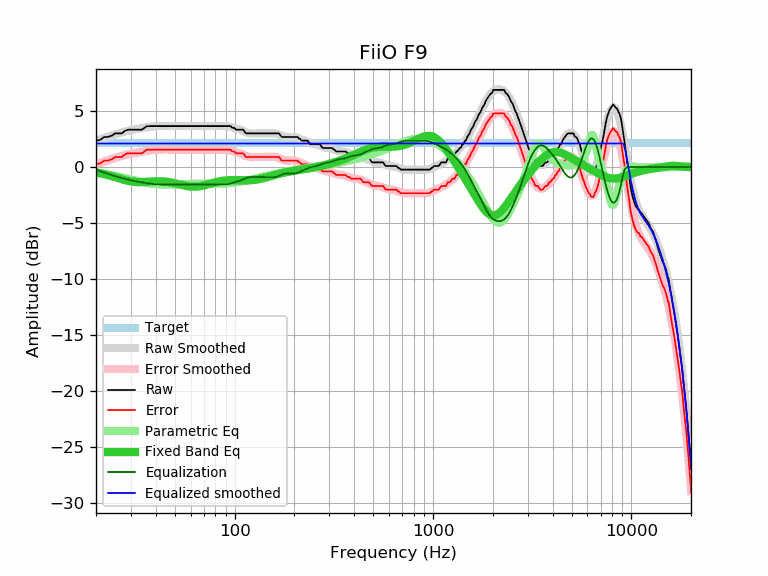 FiiO F9
Amplitude (dBr)
5
0
−5
−10
−15
−20
−25
−30
Target
Raw Smoothed
Error Smoothed
Raw
Error
Parametric Eq
Fixed Band Eq
Equalization
Equalized smoothed
100
1000
10000
Frequency (Hz)